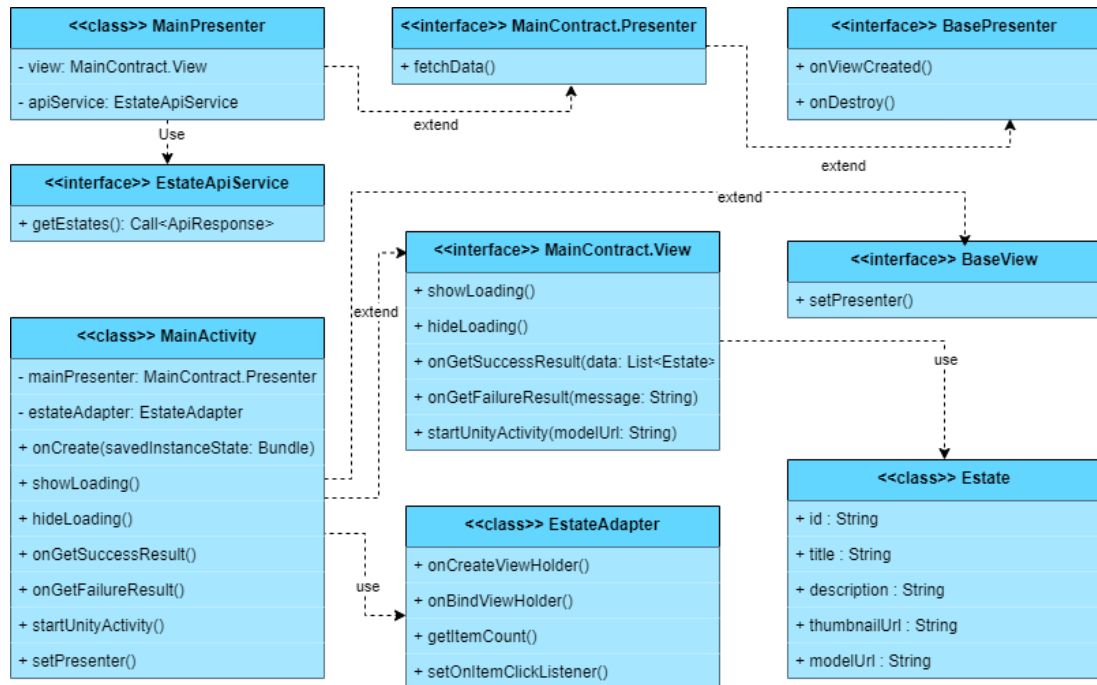 <<class>> MainPresenter
- view: MainContract.View
- apiService: EstateApiService
<<interface>> MainContract.Presenter
+ fetchData()
<<interface>> BasePresenter
+ onViewCreated()
+ onDestroy()
extend
Use
extend
<<interface>> EstateApiService
+ getEstates(): Call<ApiResponse>
extend
<<interface>> MainContract.View
+ showLoading()
+ hideLoading()
+ onGetSuccessResult(data: List<Estate>
+ onGetFailureResult(message: String)
+ startUnityActivity(modelUrl: String)
<<interface>> BaseView
+ setPresenter()
extend
use
<<class>> MainActivity
- mainPresenter: MainContract.Presenter
- estateAdapter: EstateAdapter
+ onCreate(savedInstanceState: Bundle)
+ showLoading()
+ hideLoading()
+ onGetSuccessResult()
+ onGetFailureResult()
+ startUnityActivity()
+ setPresenter()
use
<<class>> EstateAdapter
+ onCreateViewHolder()
+ onBindViewHolder()
+ getItemCount()
+ setOnItemClickListener()
<<class>> Estate
+ id : String
+ title : String
+ description : String
+ thumbnailUrl : String
+ modelUrl : String